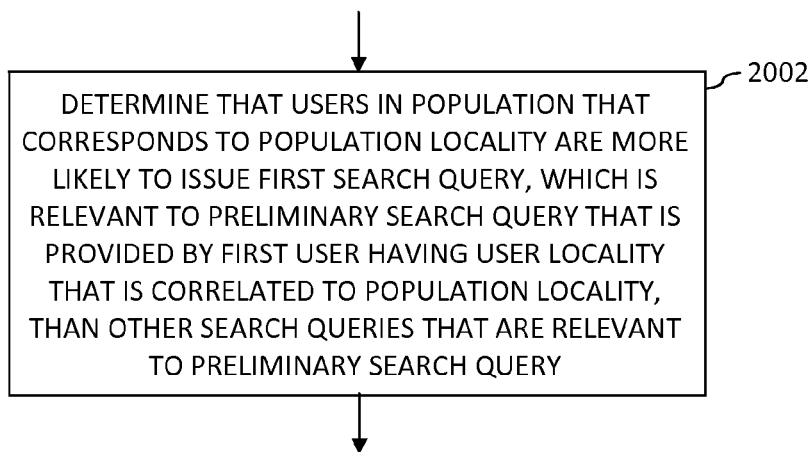 2002
DETERMINE THAT USERS IN POPULATION THAT
CORRESPONDS TO POPULATION LOCALITY ARE MORE
LIKELY TO ISSUE FIRST SEARCH QUERY, WHICH IS
RELEVANT TO PRELIMINARY SEARCH QUERY THAT IS
PROVIDED BY FIRST USER HAVING USER LOCALITY
THAT IS CORRELATED TO POPULATION LOCALITY,
THAN OTHER SEARCH QUERIES THAT ARE RELEVANT
TO PRELIMINARY SEARCH QUERY